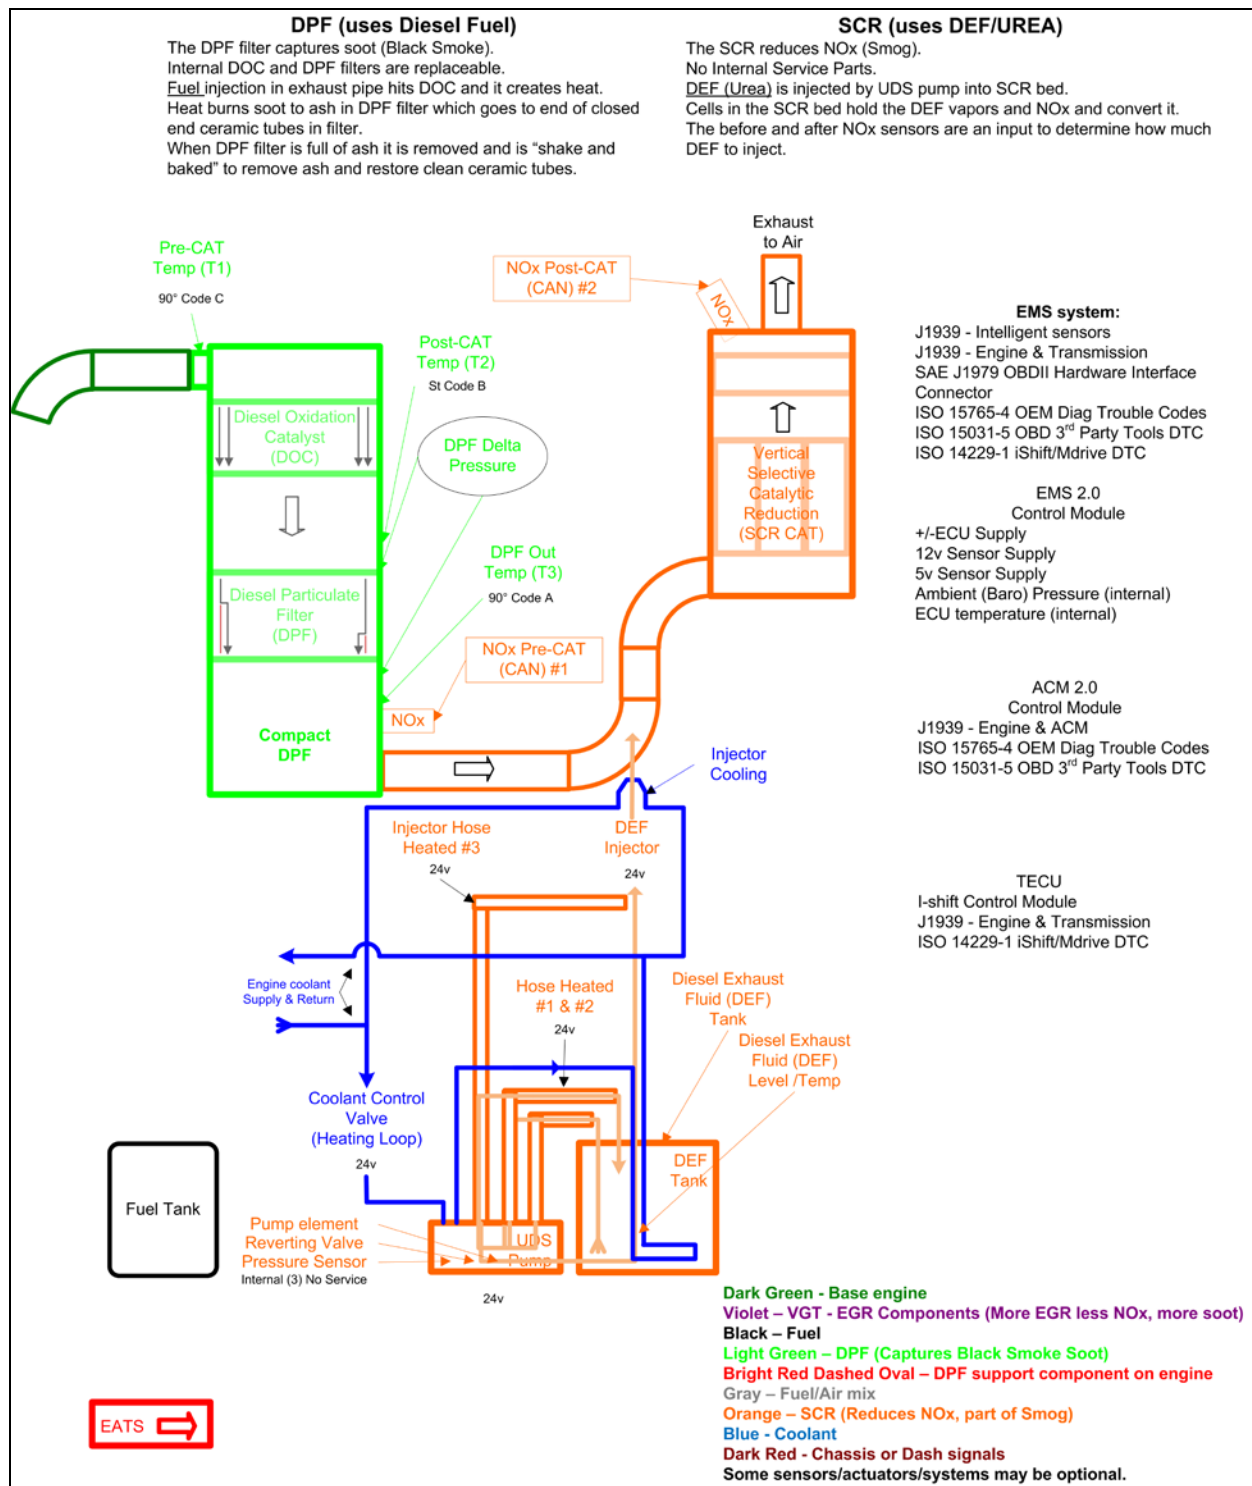 DPF (uses Diesel Fuel)
The DPF filter captures soot (Black Smoke).
Internal DOC and DPF filters are replaceable.
Fuel injection in exhaust pipe hits DOC and it creates heat.
Heat burns soot to ash in DPF filter which goes to end of closed
end ceramic tubes in filter.
When DPF filter is full of ash it is removed and is “shake and
baked” to remove ash and restore clean ceramic tubes.
SCR (uses DEF/UREA)
The SCR reduces NOx (Smog).
No Internal Service Parts.
DEF (Urea) is injected by UDS pump into SCR bed.
Cells in the SCR bed hold the DEF vapors and NOx and convert it.
The before and after NOx sensors are an input to determine how much
DEF to inject.
Exhaust
to Air
Pre-CAT
Temp (T1)
90° Code C
NOx Post-CAT
(CAN) #2
NOx
Post-CAT
Temp (T2)
St Code B
Diesel Oxidation
Catalyst
(DOC)
DPF Delta
Pressure
Vertical
Selective
Catalytic
Reduction
(SCR CAT)
DPF Out
Temp (T3)
90° Code A
Diesel Particulate
Filter
(DPF)
NOx Pre-CAT
(CAN) #1
NOx
Compact
DPF
EMS system:
J1939 - Intelligent sensors
J1939 - Engine & Transmission
SAE J1979 OBDII Hardware Interface
Connector
ISO 15765-4 OEM Diag Trouble Codes
ISO 15031-5 OBD 3rd Party Tools DTC
ISO 14229-1 iShift/Mdrive DTC
EMS 2.0
Control Module
+/-ECU Supply
12v Sensor Supply
5v Sensor Supply
Ambient (Baro) Pressure (internal)
ECU temperature (internal)
ACM 2.0
Control Module
J1939 - Engine & ACM
ISO 15765-4 OEM Diag Trouble Codes
ISO 15031-5 OBD 3rd Party Tools DTC
TECU
I-shift Control Module
J1939 - Engine & Transmission
ISO 14229-1 iShift/Mdrive DTC
Injector
Cooling
Injector Hose
Heated #3
24v
DEF
Injector
24v
Engine coolant
Supply & Return
Hose Heated
#1 & #2
24v
Diesel Exhaust
Fluid (DEF)
Tank
Diesel Exhaust
Fluid (DEF)
Level /Temp
Coolant Control
Valve
(Heating Loop)
24v
DEF
Tank
Fuel Tank
Pump element
Reverting Valve
Pressure Sensor
Internal (3) No Service
UDS
Pump
24v
EATS
Dark Green - Base engine
Violet – VGT - EGR Components (More EGR less NOx, more soot)
Black – Fuel
Light Green – DPF (Captures Black Smoke Soot)
Bright Red Dashed Oval – DPF support component on engine
Gray – Fuel/Air mix
Orange – SCR (Reduces NOx, part of Smog)
Blue - Coolant
Dark Red - Chassis or Dash signals
Some sensors/actuators/systems may be optional.